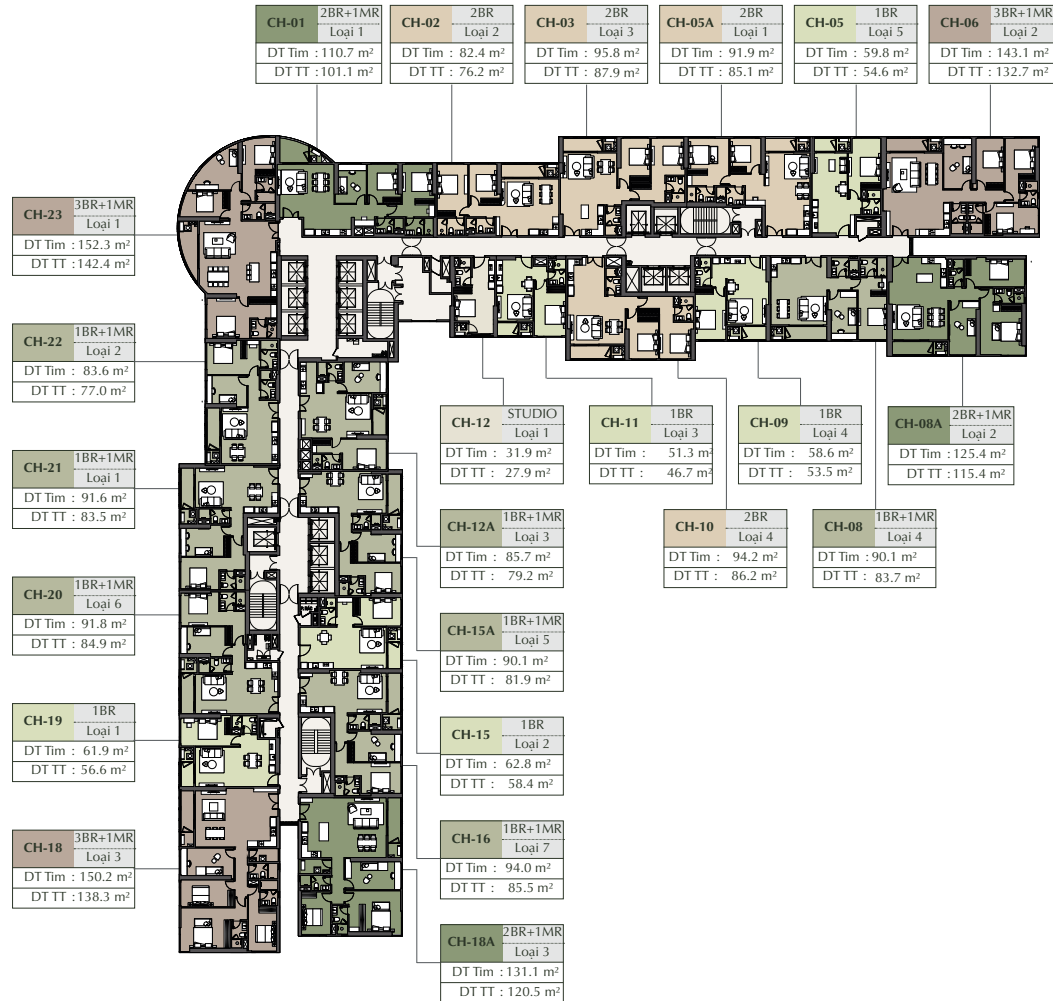 CH-01 2BR+1MR
Loại 1
DT Tim : 110.7 m²
DT TT : 101.1 m²
CH-02 2BR
Loại 2
DT Tim : 82.4 m²
DT TT : 76.2 m²
CH-03 2BR
Loại 3
DT Tim : 95.8 m²
DT TT : 87.9 m²
CH-05A 2BR
Loại 1
DT Tim : 91.9 m²
DT TT : 85.1 m²
CH-05 1BR
Loại 5
DT Tim : 59.8 m²
DT TT : 54.6 m²
CH-06 3BR+1MR
Loại 2
DT Tim : 143.1 m²
DT TT : 132.7 m²
CH-23 3BR+1MR
Loại 1
DT Tim : 152.3 m²
DT TT : 142.4 m²
CH-22 1BR+1MR
Loại 2
DT Tim : 83.6 m²
DT TT : 77.0 m²
CH-21 1BR+1MR
Loại 1
DT Tim : 91.6 m²
DT TT : 83.5 m²
CH-20 1BR+1MR
Loại 6
DT Tim : 91.8 m²
DT TT : 84.9 m²
CH-19 1BR
Loại 1
DT Tim : 61.9 m²
DT TT : 56.6 m²
CH-18 3BR+1MR
Loại 3
DT Tim : 150.2 m²
DT TT : 138.3 m²
CH-12 STUDIO
Loại 1
DT Tim : 31.9 m²
DT TT : 27.9 m²
CH-11 1BR
Loại 3
DT Tim : 51.3 m²
DT TT : 46.7 m²
CH-09 1BR
Loại 4
DT Tim : 58.6 m²
DT TT : 53.5 m²
CH-08A 2BR+1MR
Loại 2
DT Tim : 125.4 m²
DT TT : 115.4 m²
CH-12A 1BR+1MR
Loại 3
DT Tim : 85.7 m²
DT TT : 79.2 m²
CH-10 2BR
Loại 4
DT Tim : 94.2 m²
DT TT : 86.2 m²
CH-08 1BR+1MR
Loại 4
DT Tim : 90.1 m²
DT TT : 83.7 m²
CH-15A 1BR+1MR
Loại 5
DT Tim : 90.1 m²
DT TT : 81.9 m²
CH-15 1BR
Loại 2
DT Tim : 62.8 m²
DT TT : 58.4 m²
CH-16 1BR+1MR
Loại 7
DT Tim : 94.0 m²
DT TT : 85.5 m²
CH-18A 2BR+1MR
Loại 3
DT Tim : 131.1 m²
DT TT : 120.5 m²